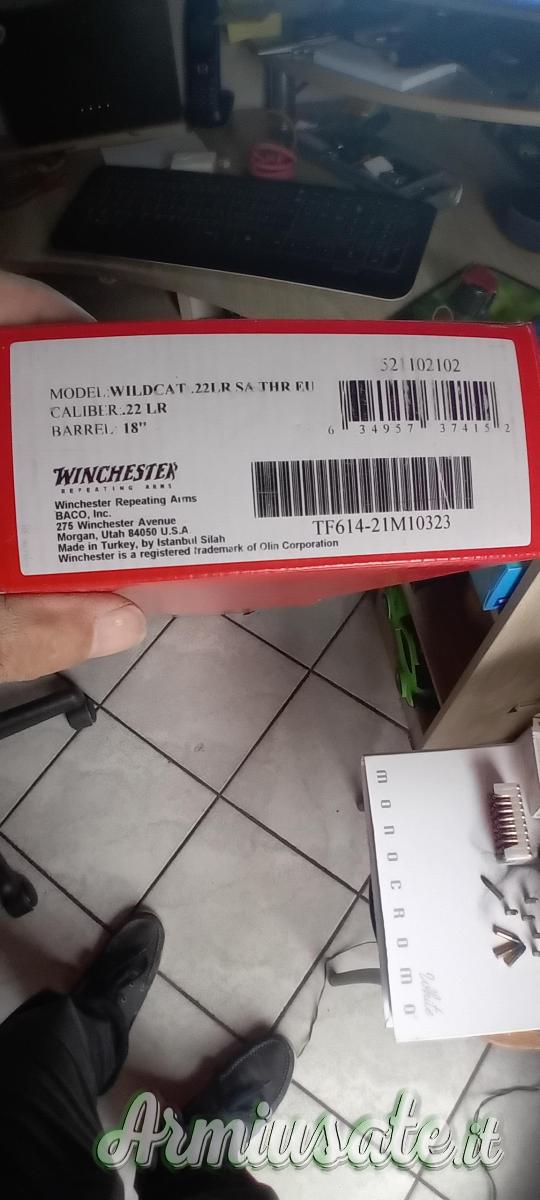 521102102
MODEL:WILDCAT .22LR SA THR EU
CALIBER:.22 LR
BARREL: 18"
6 34957 37415 2
WINCHESTER
REPEATING ARMS
Winchester Repeating Arms
BACO, Inc.
275 Winchester Avenue
Morgan, Utah 84050 U.S.A
Made in Turkey, by Istanbul Silah
Winchester is a registered trademark of Olin Corporation
TF614-21M10323
MONOCROMO
White
Armiusate.it